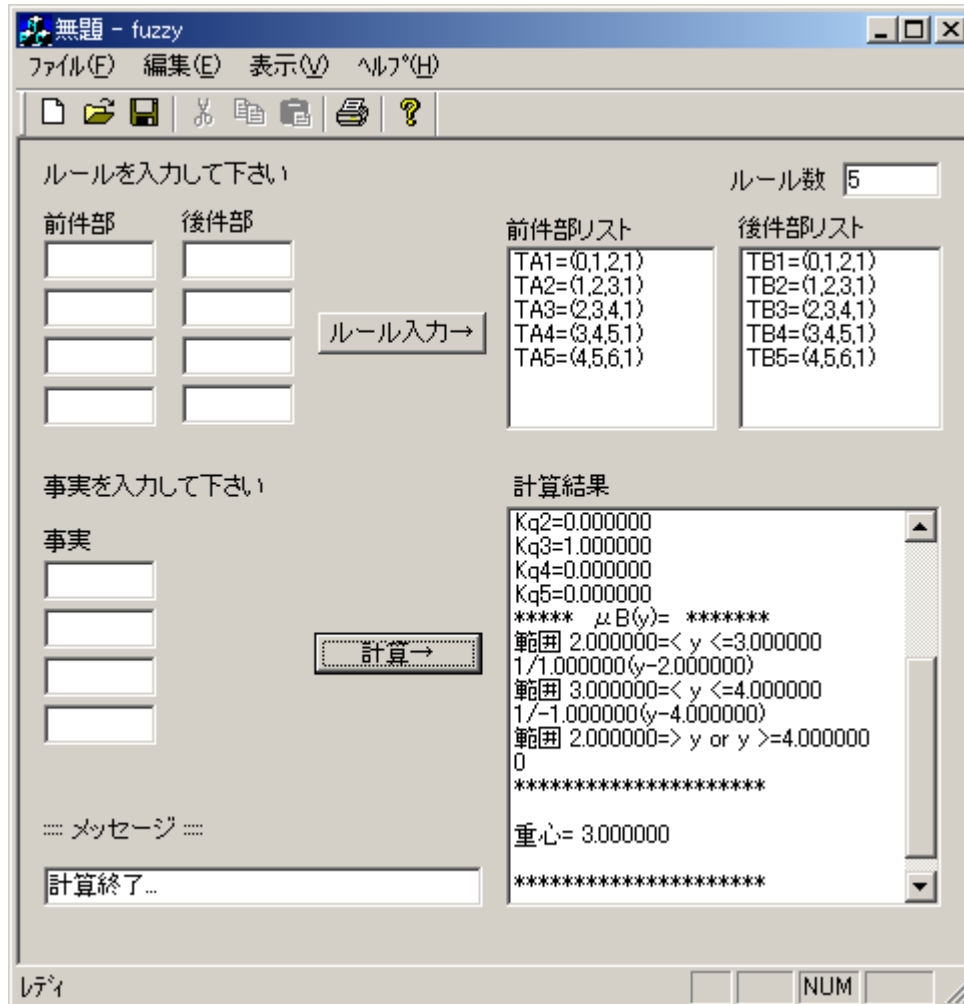 無題 - fuzzy
ファイル(F) 編集(E) 表示(V) ヘルプ(H)
ルールを入力して下さい
ルール数 5
前件部 後件部
ルール入力→
前件部リスト
TA1=(0,1,2,1)
TA2=(1,2,3,1)
TA3=(2,3,4,1)
TA4=(3,4,5,1)
TA5=(4,5,6,1)
後件部リスト
TB1=(0,1,2,1)
TB2=(1,2,3,1)
TB3=(2,3,4,1)
TB4=(3,4,5,1)
TB5=(4,5,6,1)
事実を入力して下さい
事実
計算→
計算結果
Kq2=0.000000
Kq3=1.000000
Kq4=0.000000
Kq5=0.000000
***** μB(y)= *******
範囲 2.000000=< y <=3.000000
1/1.000000(y-2.000000)
範囲 3.000000=< y <=4.000000
1/-1.000000(y-4.000000)
範囲 2.000000=> y or y >=4.000000
0
*********************
重心= 3.000000
*********************
::::: メッセージ :::::
計算終了...
レディ
NUM